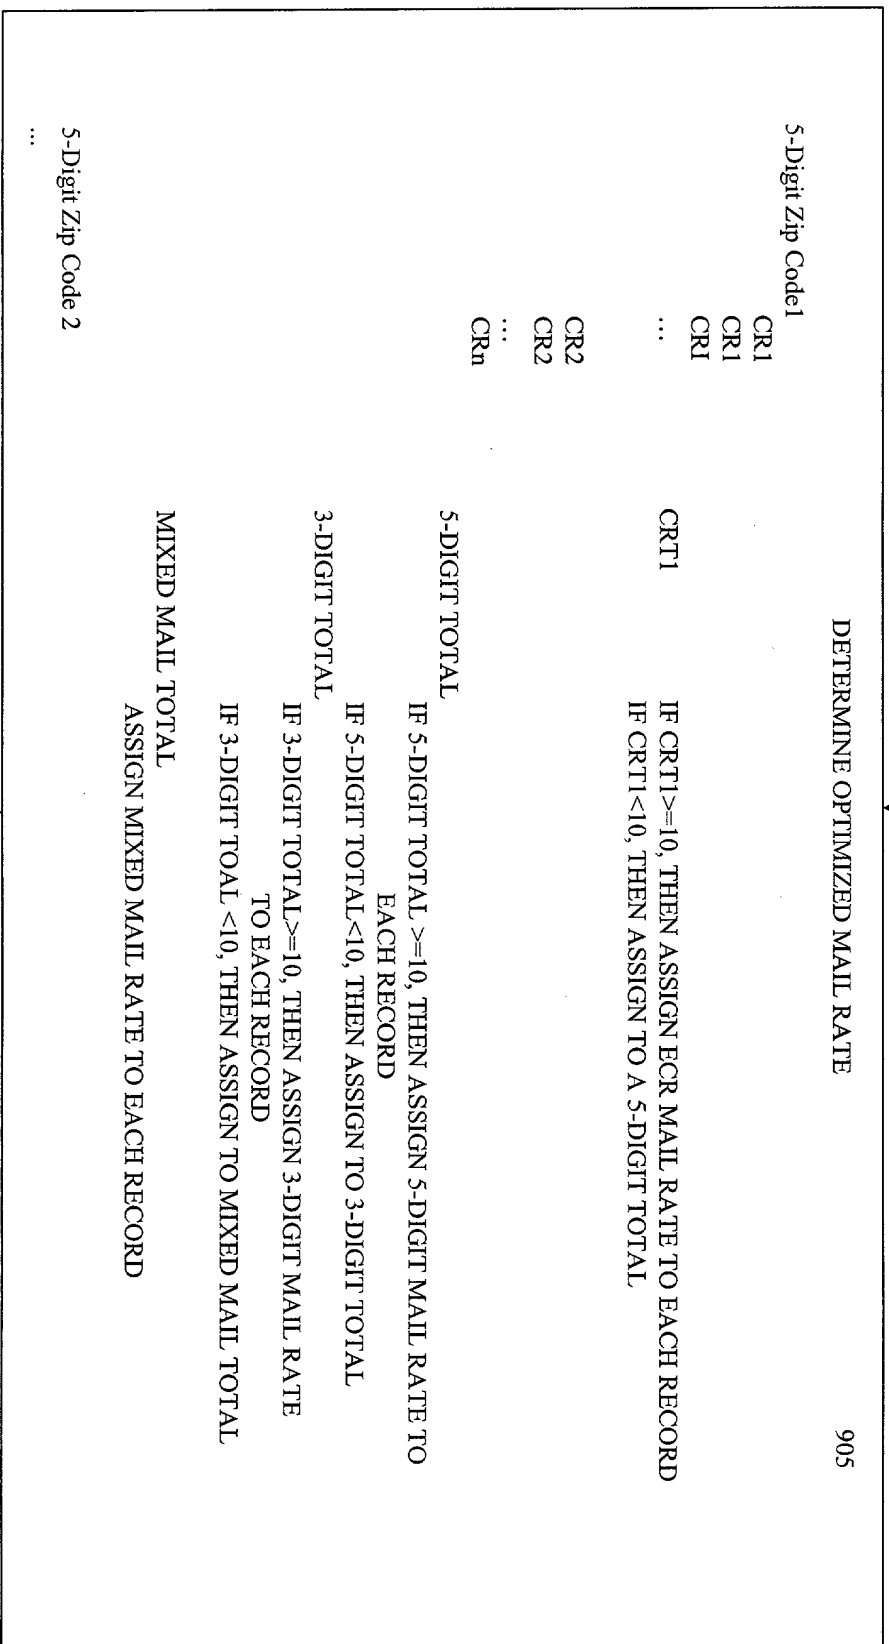 DETERMINE OPTIMIZED MAIL RATE 905
5-Digit Zip Code1
CR1
CR1
CRI
... CRT1 IF CRT1>=10, THEN ASSIGN ECR MAIL RATE TO EACH RECORD
IF CRT1<10, THEN ASSIGN TO A 5-DIGIT TOTAL
CR2
CR2
...
CRn
5-DIGIT TOTAL
IF 5-DIGIT TOTAL >=10, THEN ASSIGN 5-DIGIT MAIL RATE TO
EACH RECORD
IF 5-DIGIT TOTAL<10, THEN ASSIGN TO 3-DIGIT TOTAL
3-DIGIT TOTAL
IF 3-DIGIT TOTAL>=10, THEN ASSIGN 3-DIGIT MAIL RATE
TO EACH RECORD
IF 3-DIGIT TOAL <10, THEN ASSIGN TO MIXED MAIL TOTAL
MIXED MAIL TOTAL
ASSIGN MIXED MAIL RATE TO EACH RECORD
5-Digit Zip Code 2
...